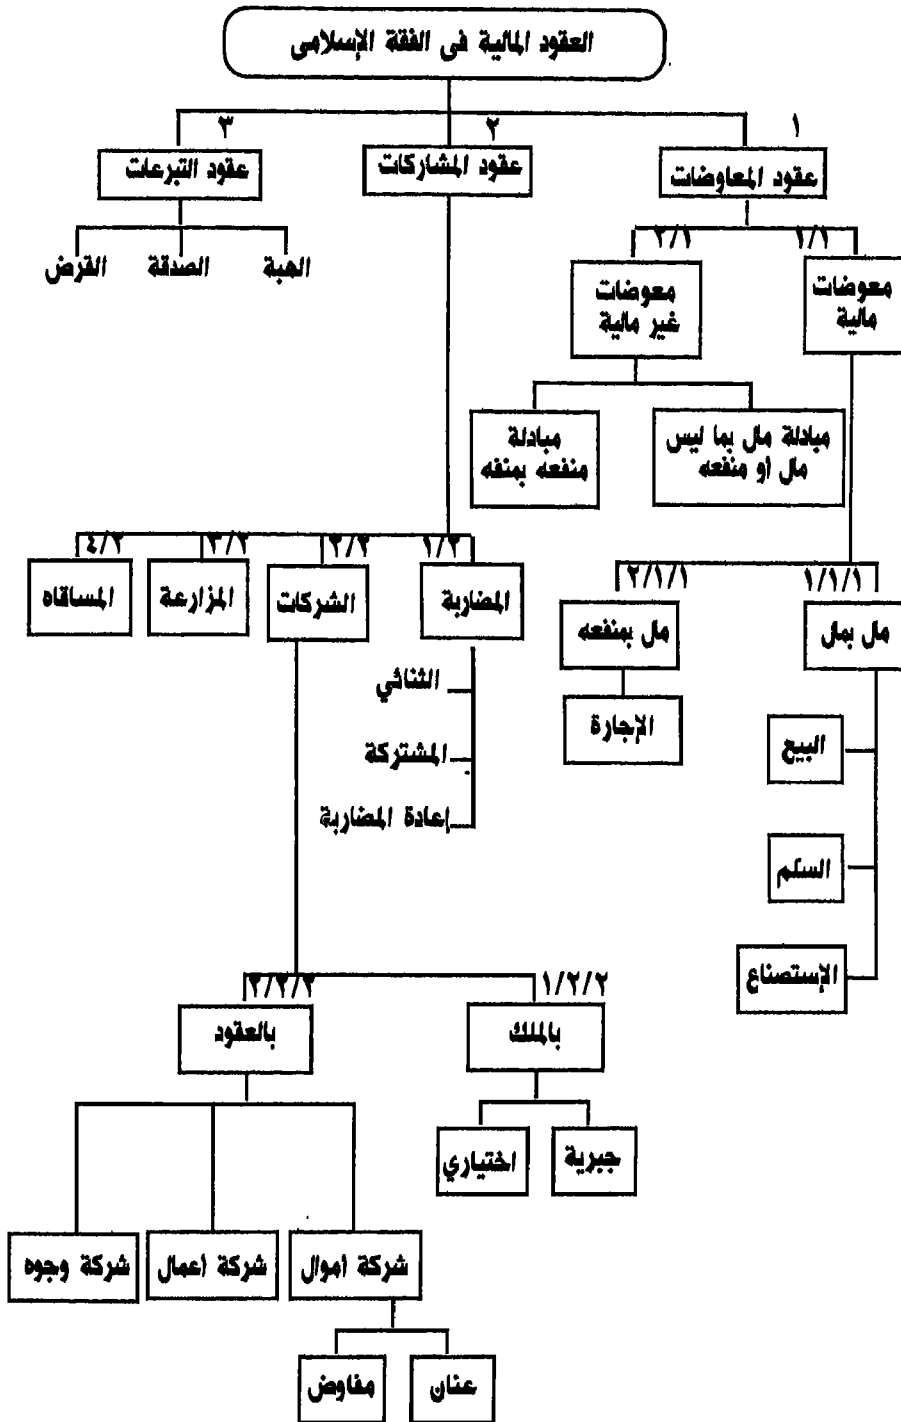 العقود المالية فى الفقة الإسلامى
١
٢
٣
عقود المعاوضات
عقود المشاركات
عقود التبرعات
الهبة
الصدقة
القرض
١/١
٢/١
معوضات
مالية
معوضات
غير مالية
مبادلة مال بما ليس
مال أو منفعه
مبادلة
منفعه بمنفه
١/٢
٢/٢
٣/٢
٤/٢
المضاربة
الشركات
المزارعة
المساقاه
١/١/١
٢/١/١
مال بمال
مال بمنفعه
الإجارة
البيع
السلم
الإستصناع
الثنائي
المشتركة
إعادة المضاربة
١/٢/٢
٢/٢/٢
بالملك
بالعقود
جبرية
اختياري
شركة أموال
شركة أعمال
شركة وجوه
عنان
مفاوض